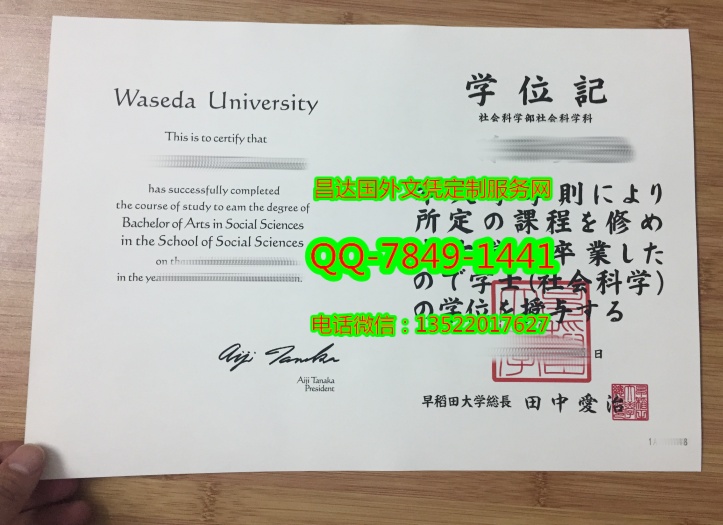 Waseda University
This is to certify that
has successfully completed
the course of study to earn the degree of
Bachelor of Arts in Social Sciences
in the School of Social Sciences
on
in the
Aiji Tanaka
Aiji Tanaka
President
学位記
社会科学部社会科学科
則により
所定の課程を修め
卒業した
ので学士(社会科学)
の学位を授与する
日
早稲田大学総長 田中愛治
昌达国外文凭定制服务网
QQ-7849-1441
电话微信：13522017627